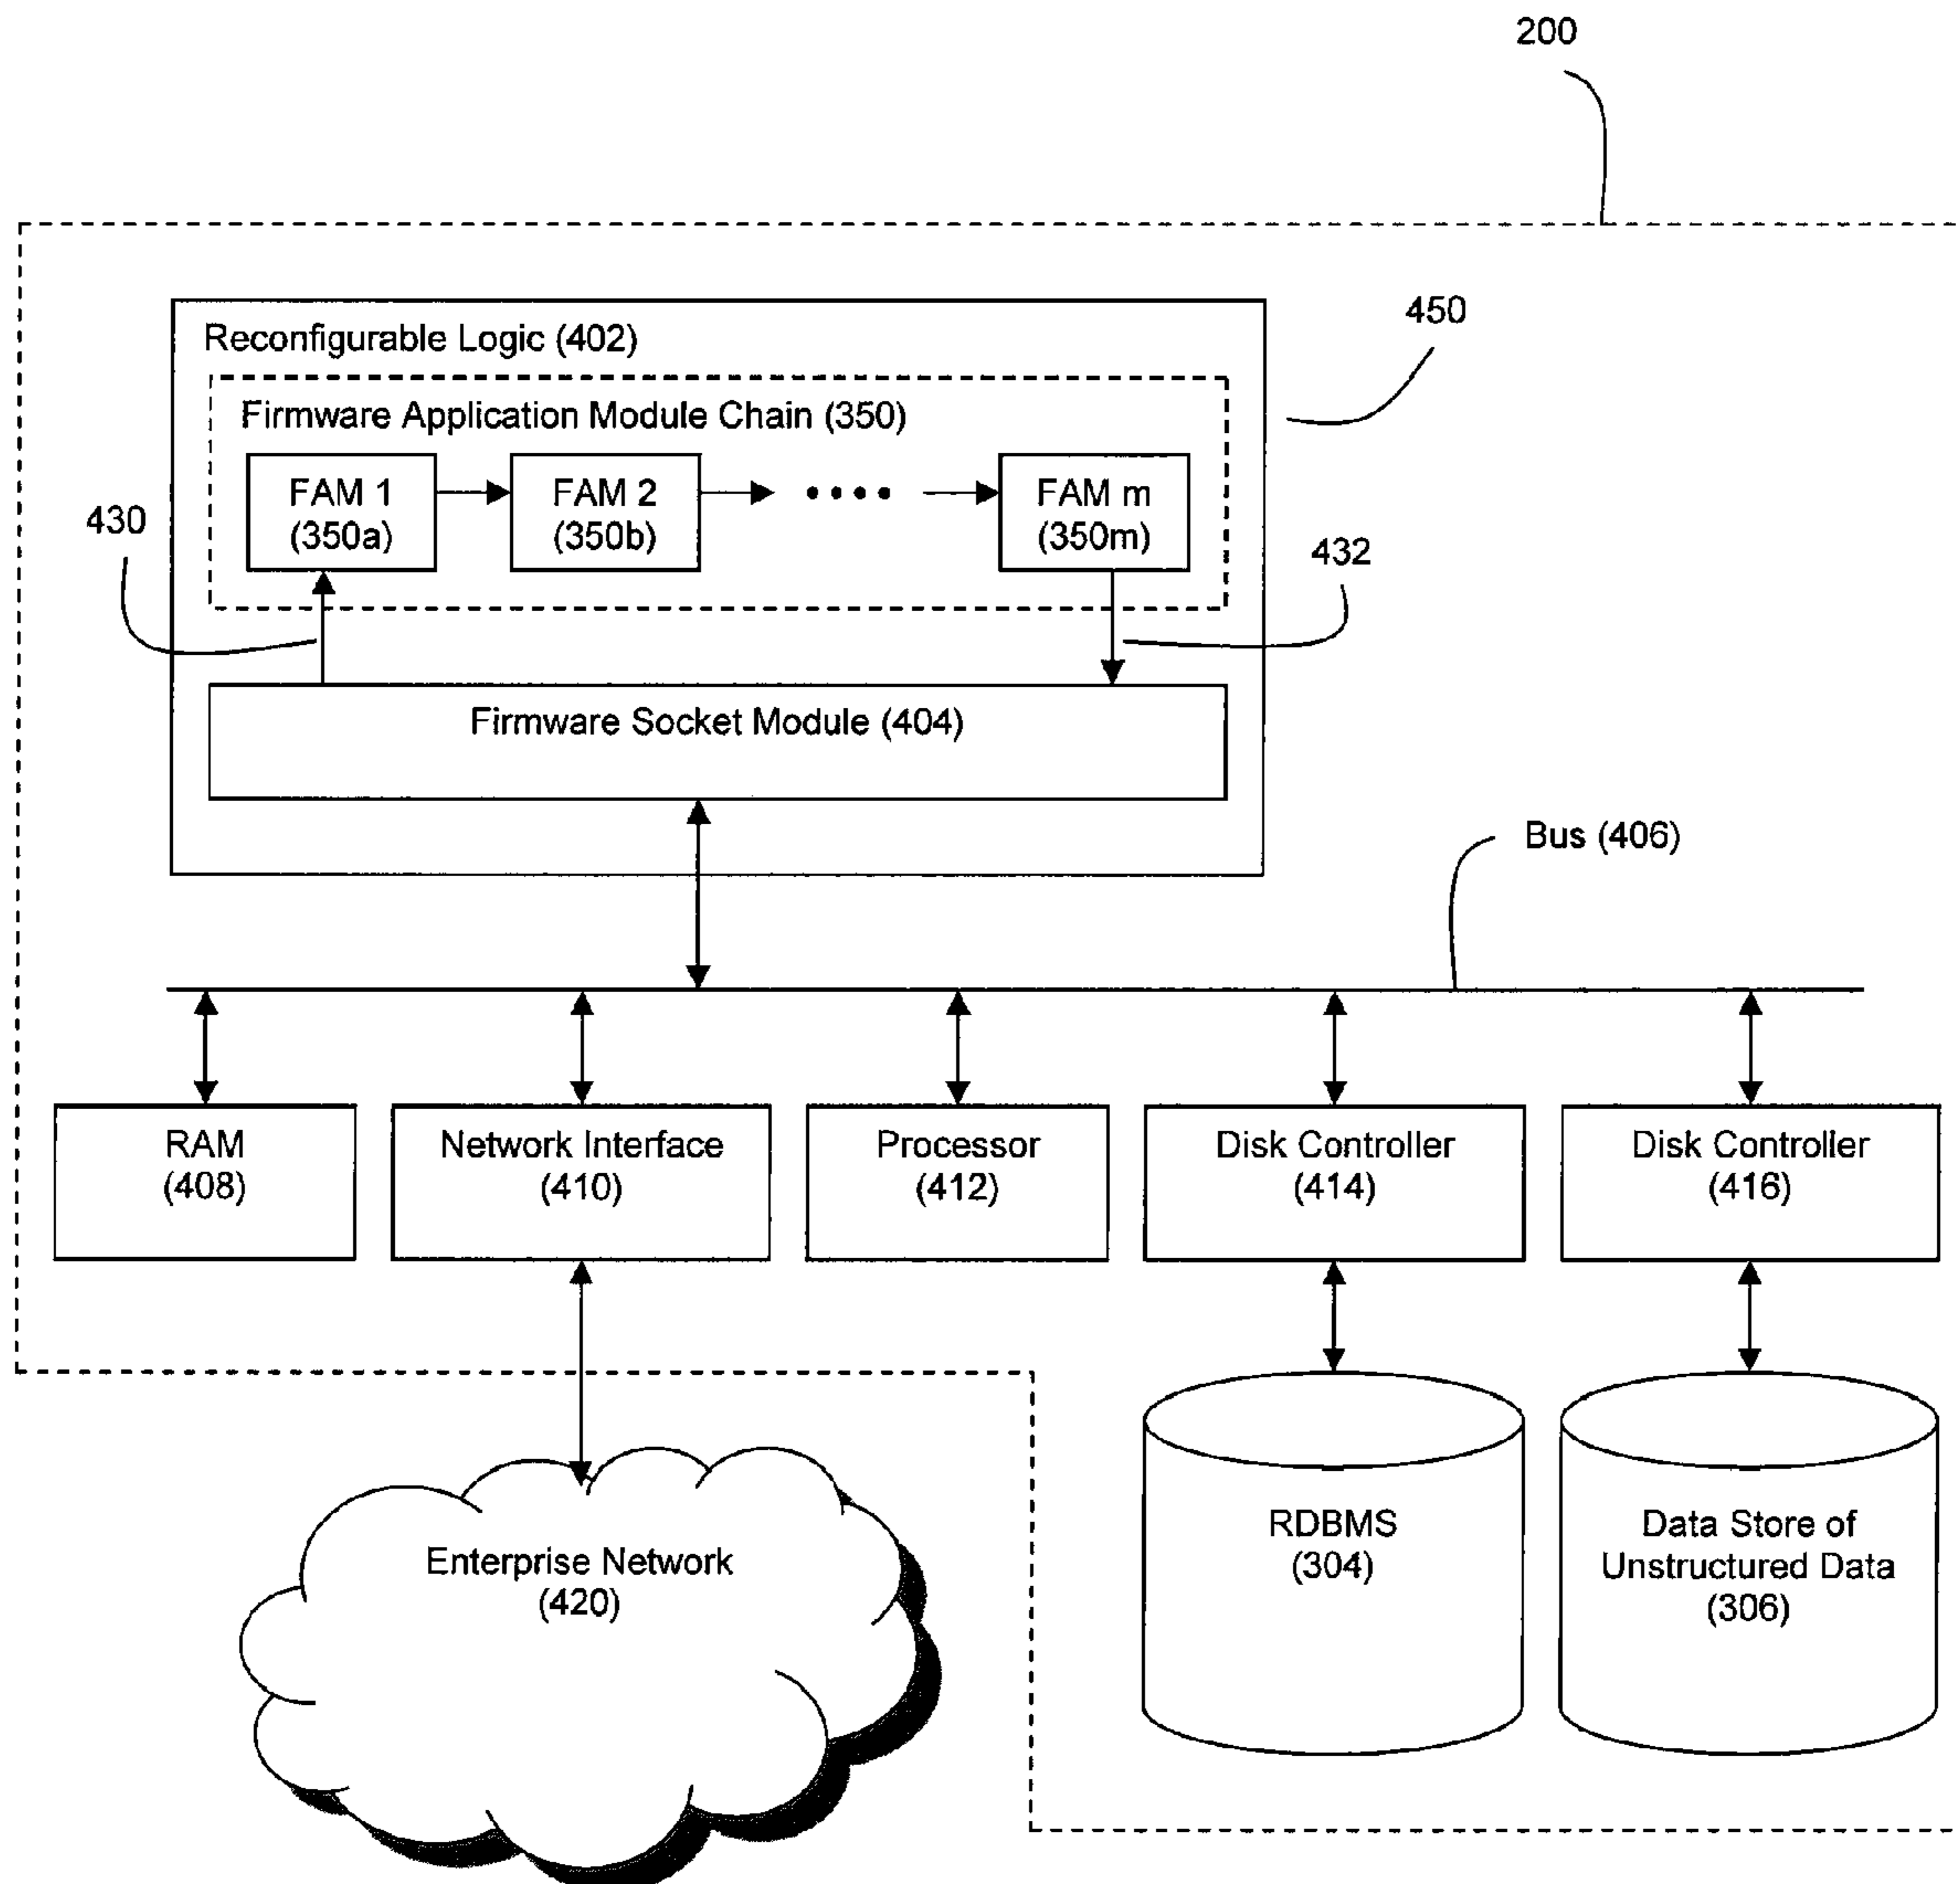 200
450
Reconfigurable Logic (402)
Firmware Application Module Chain (350)
FAM 1
(350a)
FAM 2
(350b)
FAM m
(350m)
430
432
Firmware Socket Module (404)
Bus (406)
RAM
(408)
Network Interface
(410)
Processor
(412)
Disk Controller
(414)
Disk Controller
(416)
Enterprise Network
(420)
RDBMS
(304)
Data Store of
Unstructured Data
(306)